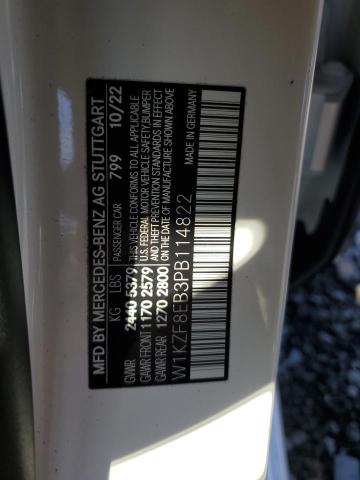 MFD BY MERCEDES-BENZ AG STUTTGART
PASSENGER CAR 799 10/22
KG LBS
GVWR 2440 5379
GAWR FRONT 1170 2579
GAWR REAR 1270 2800
THIS VEHICLE CONFORMS TO ALL APPLICABLE
U.S. FEDERAL MOTOR VEHICLE SAFETY, BUMPER
AND THEFT PREVENTION STANDARDS IN EFFECT
ON DATE OF MANUFACTURE SHOWN ABOVE
W1KZF8EB3PB114822
MADE IN GERMANY